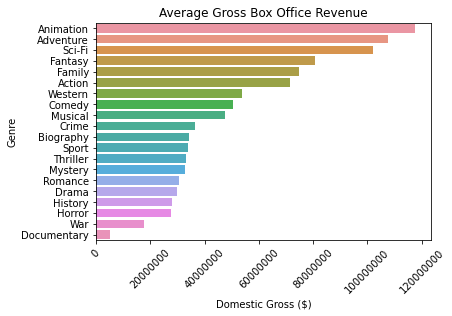 Average Gross Box Office Revenue
Genre
Animation
Adventure
Sci-Fi
Fantasy
Family
Action
Western
Comedy
Musical
Crime
Biography
Sport
Thriller
Mystery
Romance
Drama
History
Horror
War
Documentary
0
20000000
40000000
60000000
80000000
100000000
120000000
Domestic Gross ($)